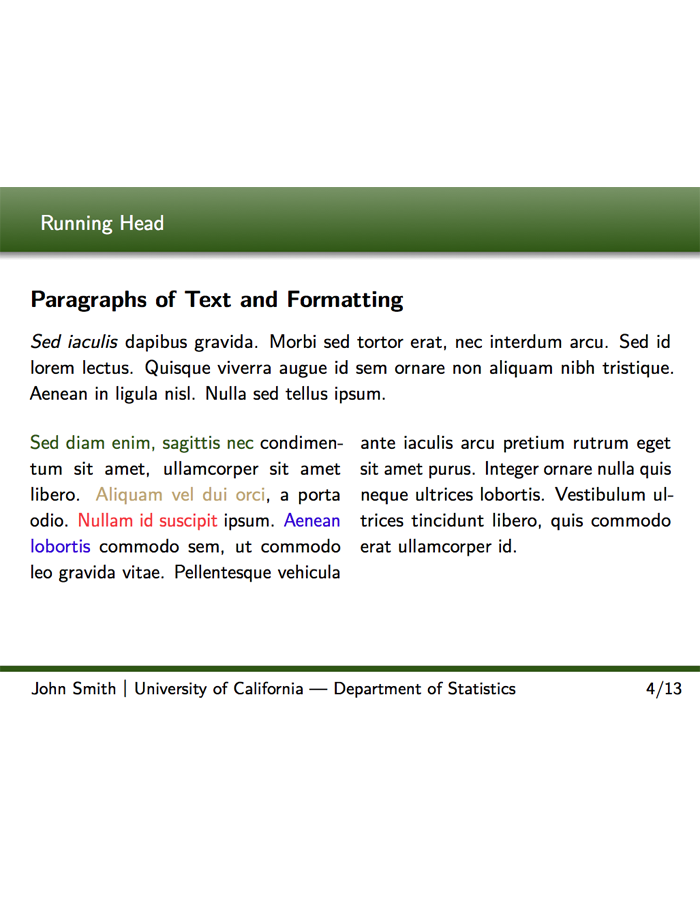 Running Head
Paragraphs of Text and Formatting
Sed iaculis dapibus gravida. Morbi sed tortor erat, nec interdum arcu. Sed id
lorem lectus. Quisque viverra augue id sem ornare non aliquam nibh tristique.
Aenean in ligula nisl. Nulla sed tellus ipsum.
Sed diam enim, sagittis nec condimen-
tum sit amet, ullamcorper sit amet
libero. Aliquam vel dui orci, a porta
odio. Nullam id suscipit ipsum. Aenean
lobortis commodo sem, ut commodo
leo gravida vitae. Pellentesque vehicula
ante iaculis arcu pretium rutrum eget
sit amet purus. Integer ornare nulla quis
neque ultrices lobortis. Vestibulum ul-
trices tincidunt libero, quis commodo
erat ullamcorper id.
John Smith | University of California — Department of Statistics
4/13